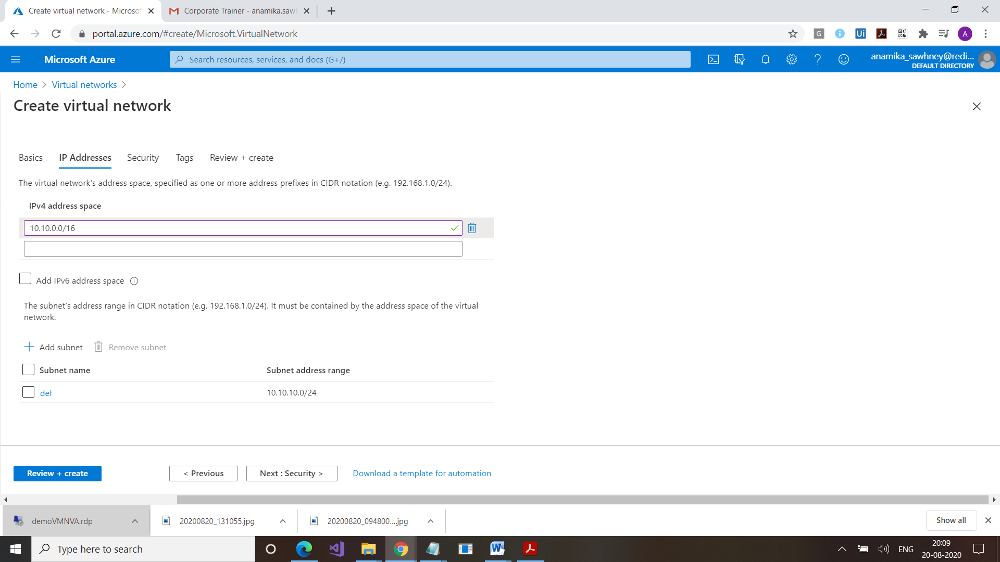 Create virtual network - Microsof
Corporate Trainer - anamika.sawh
portal.azure.com/#create/Microsoft.VirtualNetwork
G
i
Ui
A
Microsoft Azure
Search resources, services, and docs (G+/)
anamika_sawhney@redi...
DEFAULT DIRECTORY
Home > Virtual networks >
Create virtual network
Basics IP Addresses Security Tags Review + create
The virtual network's address space, specified as one or more address prefixes in CIDR notation (e.g. 192.168.1.0/24).
IPv4 address space
10.10.0.0/16
Add IPv6 address space
The subnet's address range in CIDR notation (e.g. 192.168.1.0/24). It must be contained by the address space of the virtual
network.
+ Add subnet Remove subnet
Subnet name Subnet address range
def 10.10.10.0/24
Review + create < Previous Next : Security > Download a template for automation
demoVMNVA.rdp 20200820_131055.jpg 20200820_094800....jpg Show all
Type here to search
ENG
20:09
20-08-2020